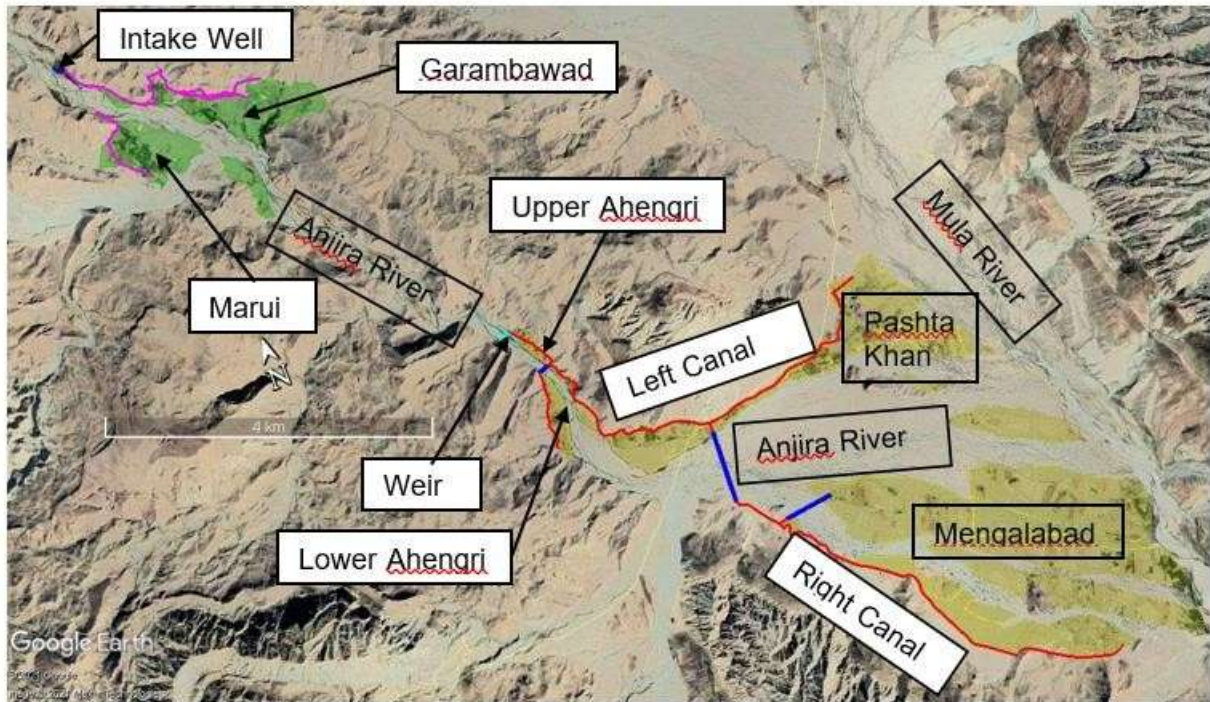 Intake Well
Garambawad
Upper Ahengri
Mula River
Anjira River
Marui
N
Pashta
Khan
Left Canal
4 km
Anjira River
Weir
Mengalabad
Lower Ahengri
Right Canal
Google Earth